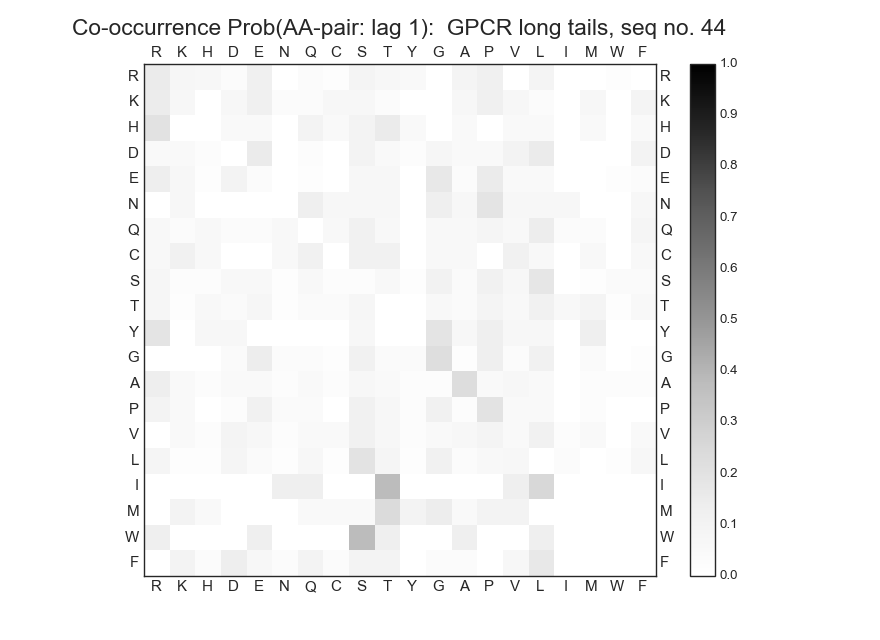 Co-occurrence Prob(AA-pair: lag 1):  GPCR long tails, seq no. 44
R K H D E N Q C S T Y G A P V L I M W F
R R
K K
H H
D D
E E
N N
Q Q
C C
S S
T T
Y Y
G G
A A
P P
V V
L L
I I
M M
W W
F F
R K H D E N Q C S T Y G A P V L I M W F
1.0
0.9
0.8
0.7
0.6
0.5
0.4
0.3
0.2
0.1
0.0